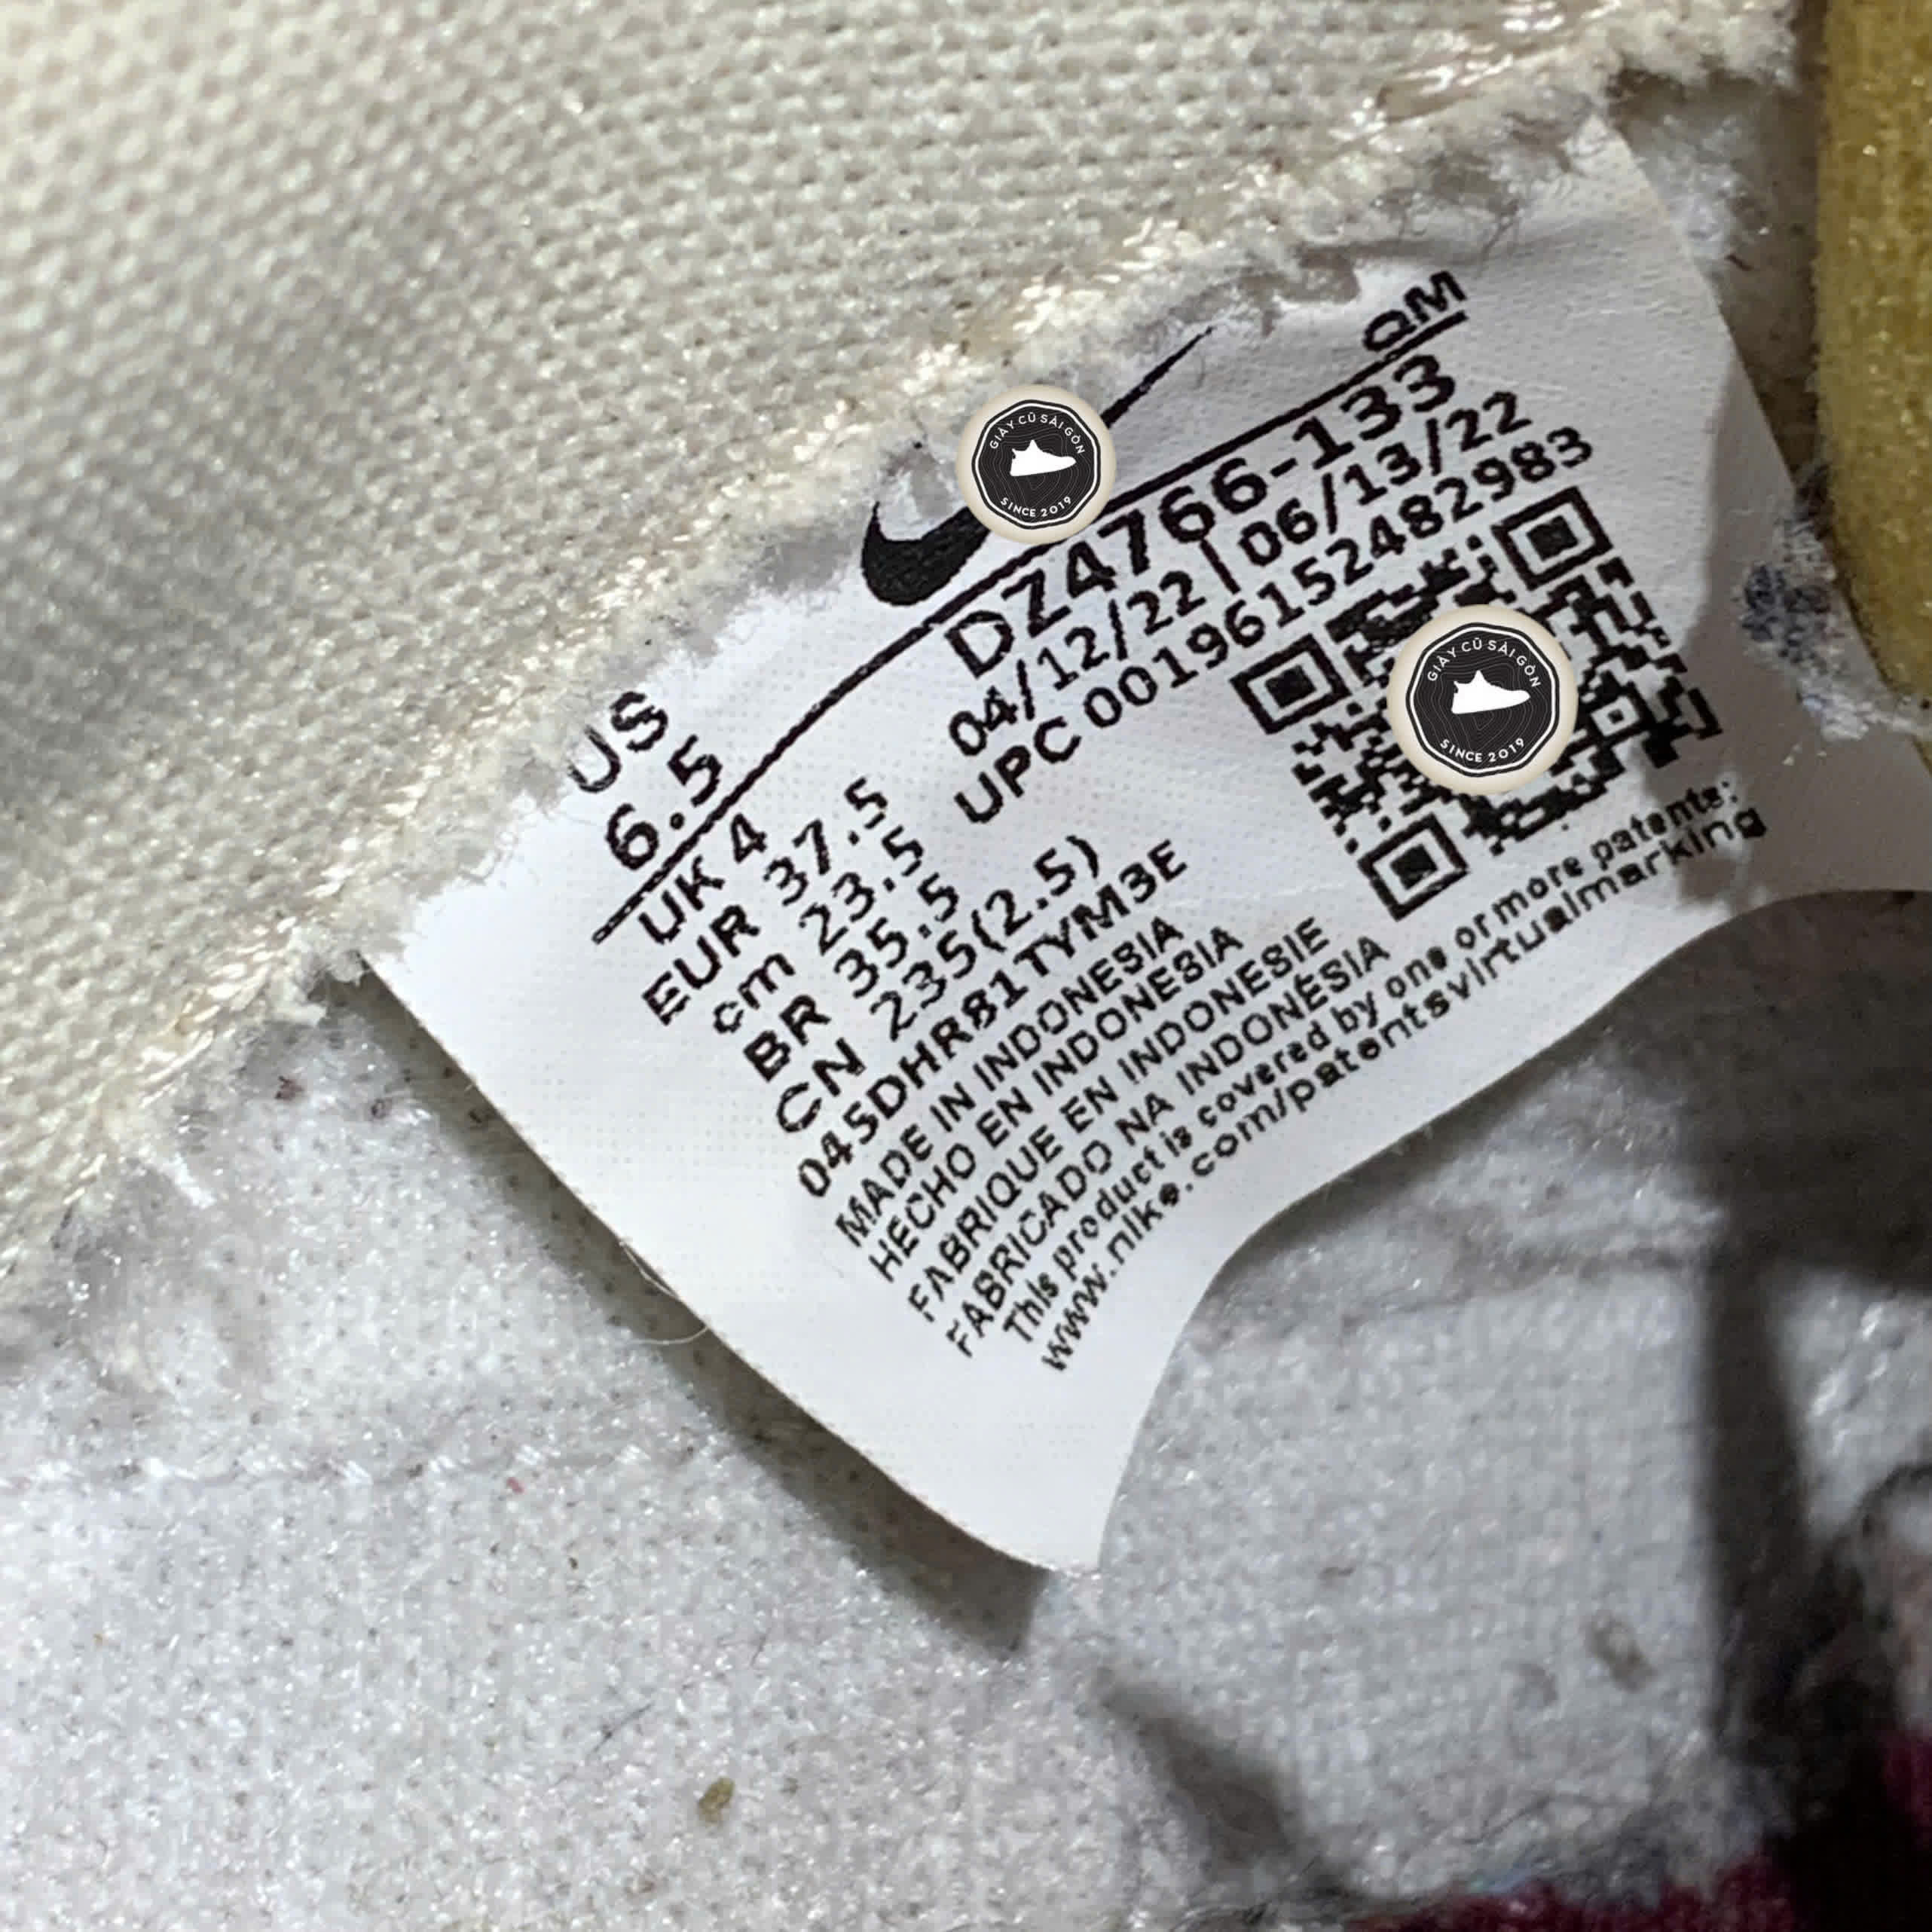 QM
GIÀY CŨ SÀI GÒN
SINCE 2019
US
6.5
DZ4766-133
04/12/22 | 06/13/22
UPC 00196152482983
GIÀY CŨ SÀI GÒN
SINCE 2019
UK 4
EUR 37.5
cm 23.5
BR 35.5
CN 235(2.5)
045DHR81TYM3E
MADE IN INDONESIA
HECHO EN INDONESIA
FABRIQUE EN INDONESIE
FABRICADO NA INDONÉSIA
This product is covered by one or more patents:
www.nike.com/patentsvirtualmarking